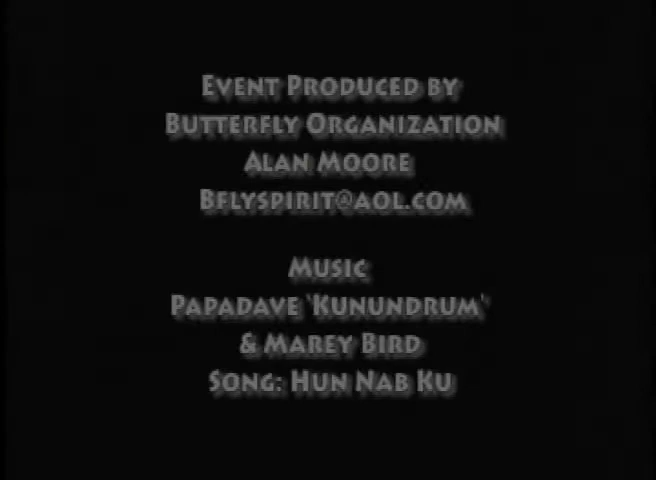 Event Produced by
Butterfly Organization
Alan Moore
Bflyspirit@aol.com
Music
Papadave 'Kunundrum'
& Marey Bird
Song: Hun Nab Ku